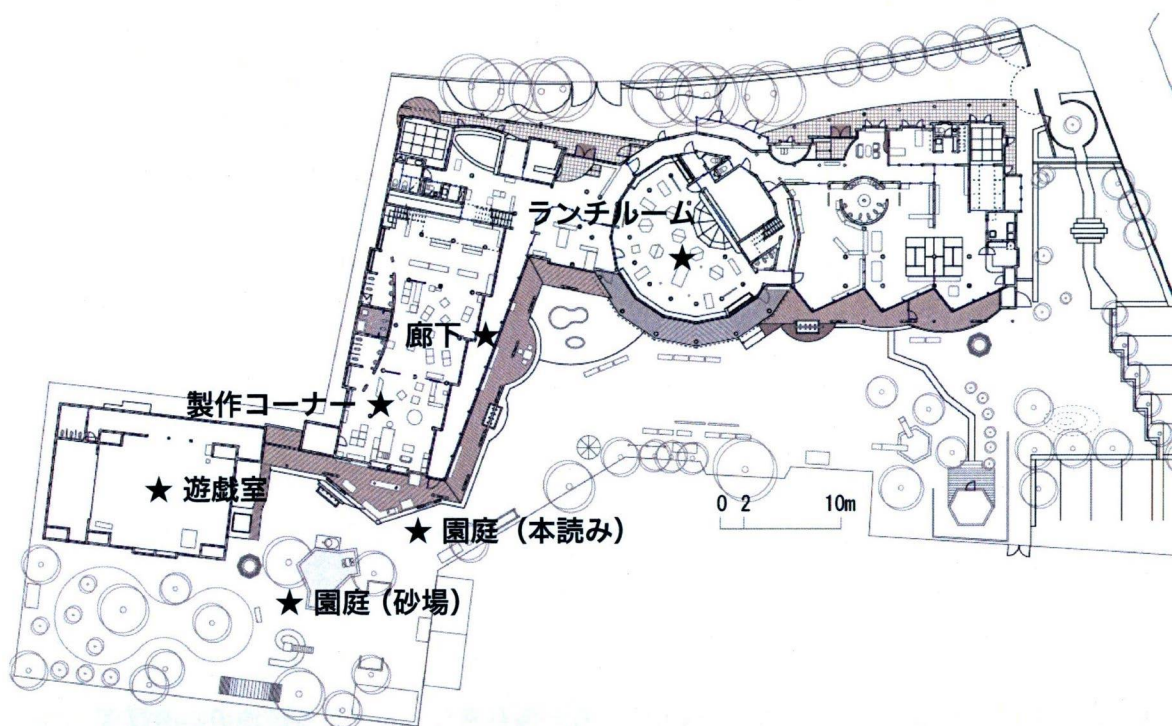 ランチルーム
廊下
製作コーナー
遊戯室
園庭（本読み）
園庭（砂場）
0 2 10m